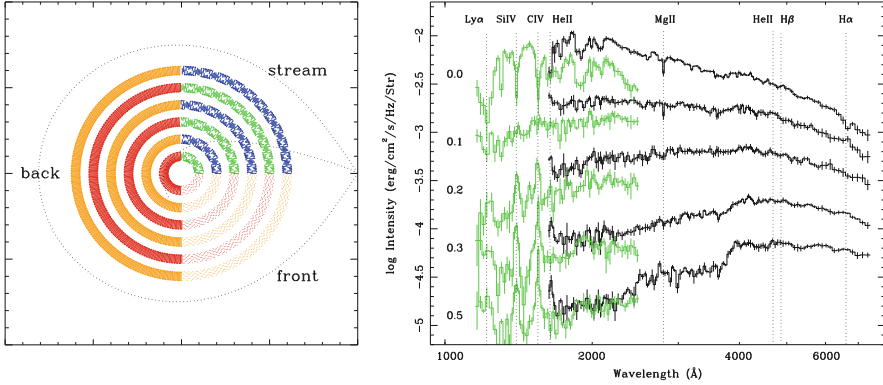 stream
back
front
Lyα SiIV CIV HeII MgII HeII Hβ Hα
-2
-2.5
-3
-3.5
-4
-4.5
-5
0.0
0.1
0.2
0.3
0.5
log Intensity (erg/cm²/s/Hz/Str)
1000 2000 4000 6000
Wavelength (Å)